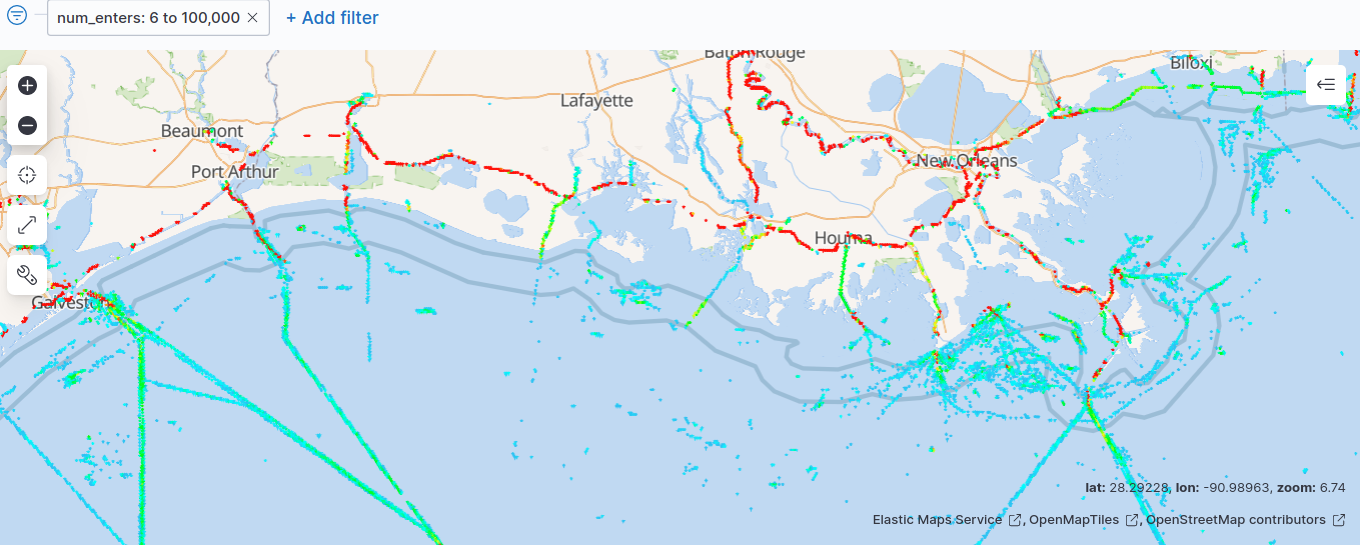 num_enters: 6 to 100,000 ×
+ Add filter
Baton Rouge
Biloxi
Lafayette
Beaumont
New Orleans
Port Arthur
Houma
Galveston
lat: 28.29228, lon: -90.98963, zoom: 6.74
Elastic Maps Service, OpenMapTiles, OpenStreetMap contributors